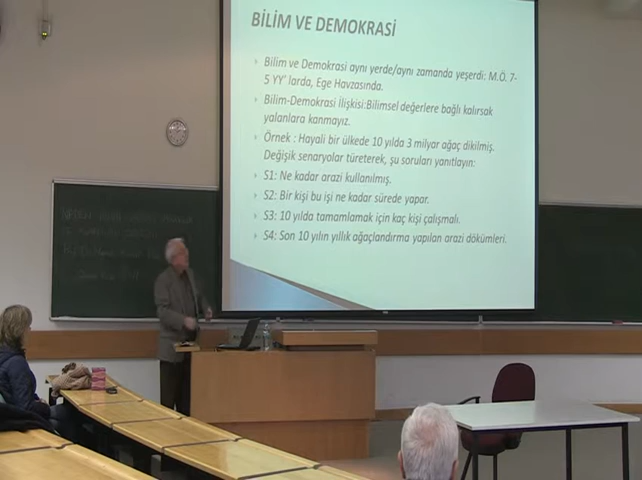 BİLİM VE DEMOKRASİ
Bilim ve Demokrasi aynı yerde/aynı zamanda yeşerdi: M.Ö. 7-
5 YY' larda, Ege Havzasında.
Bilim-Demokrasi İlişkisi:Bilimsel değerlere bağlı kalırsak
yalanlara kanmayız.
Örnek : Hayali bir ülkede 10 yılda 3 milyar ağaç dikilmiş.
Değişik senaryolar türeterek, şu soruları yanıtlayın:
S1: Ne kadar arazi kullanılmış.
S2: Bir kişi bu işi ne kadar sürede yapar.
S3: 10 yılda tamamlamak için kaç kişi çalışmalı.
S4: Son 10 yılın yıllık ağaçlandırma yapılan arazi dökümleri.